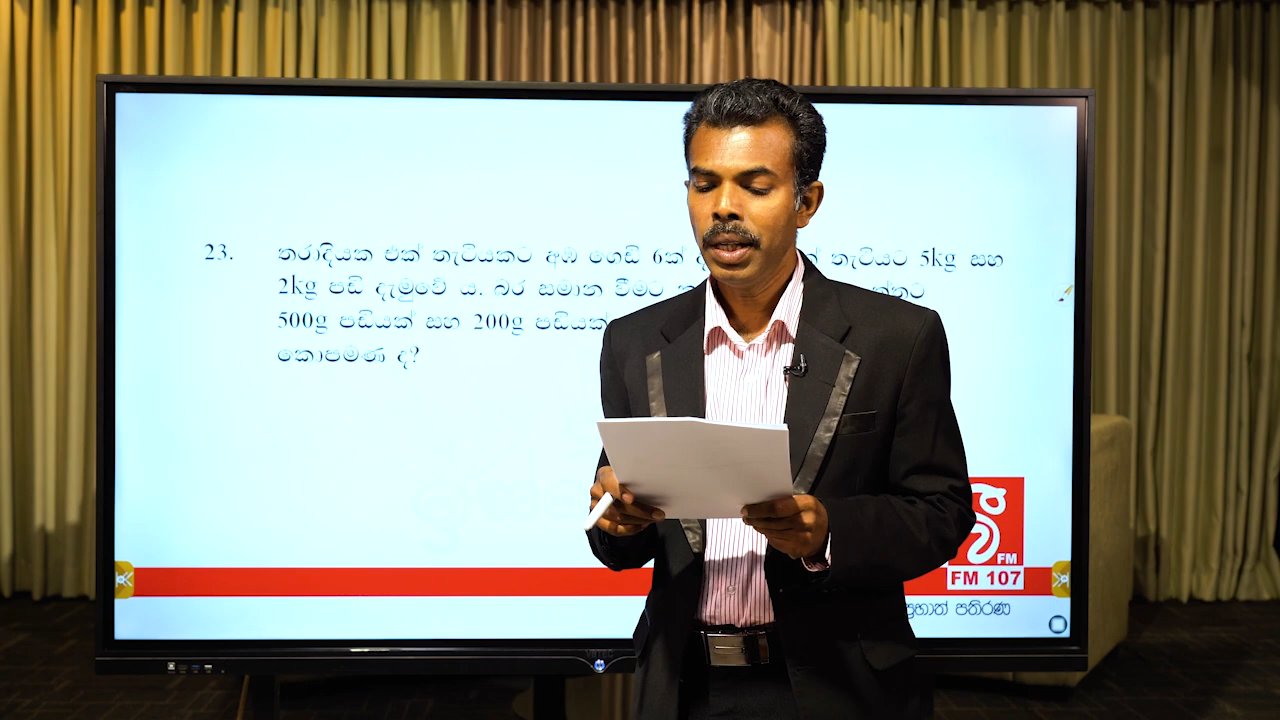 23. තරාදියක එක් තැටියකට අඹ ගෙඩි 6ක් තැටියට 5kg සහ
2kg පඩි දැමුවේ ය. බර සමාන වීමට
500g පඩියක් සහ 200g පඩියක්
කොපමණ ද?
FM
FM 107
පතිරණ